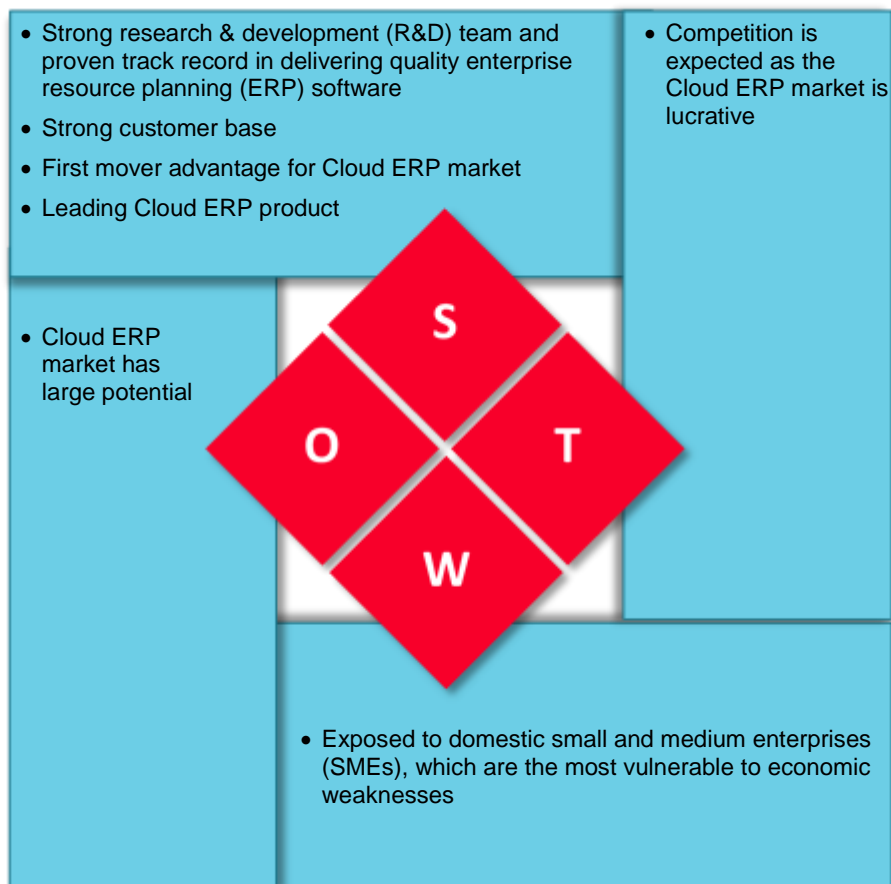 • Strong research & development (R&D) team and
proven track record in delivering quality enterprise
resource planning (ERP) software
• Strong customer base
• First mover advantage for Cloud ERP market
• Leading Cloud ERP product
• Competition is
expected as the
Cloud ERP market is
lucrative
• Cloud ERP
market has
large potential
S
O
T
W
• Exposed to domestic small and medium enterprises
(SMEs), which are the most vulnerable to economic
weaknesses